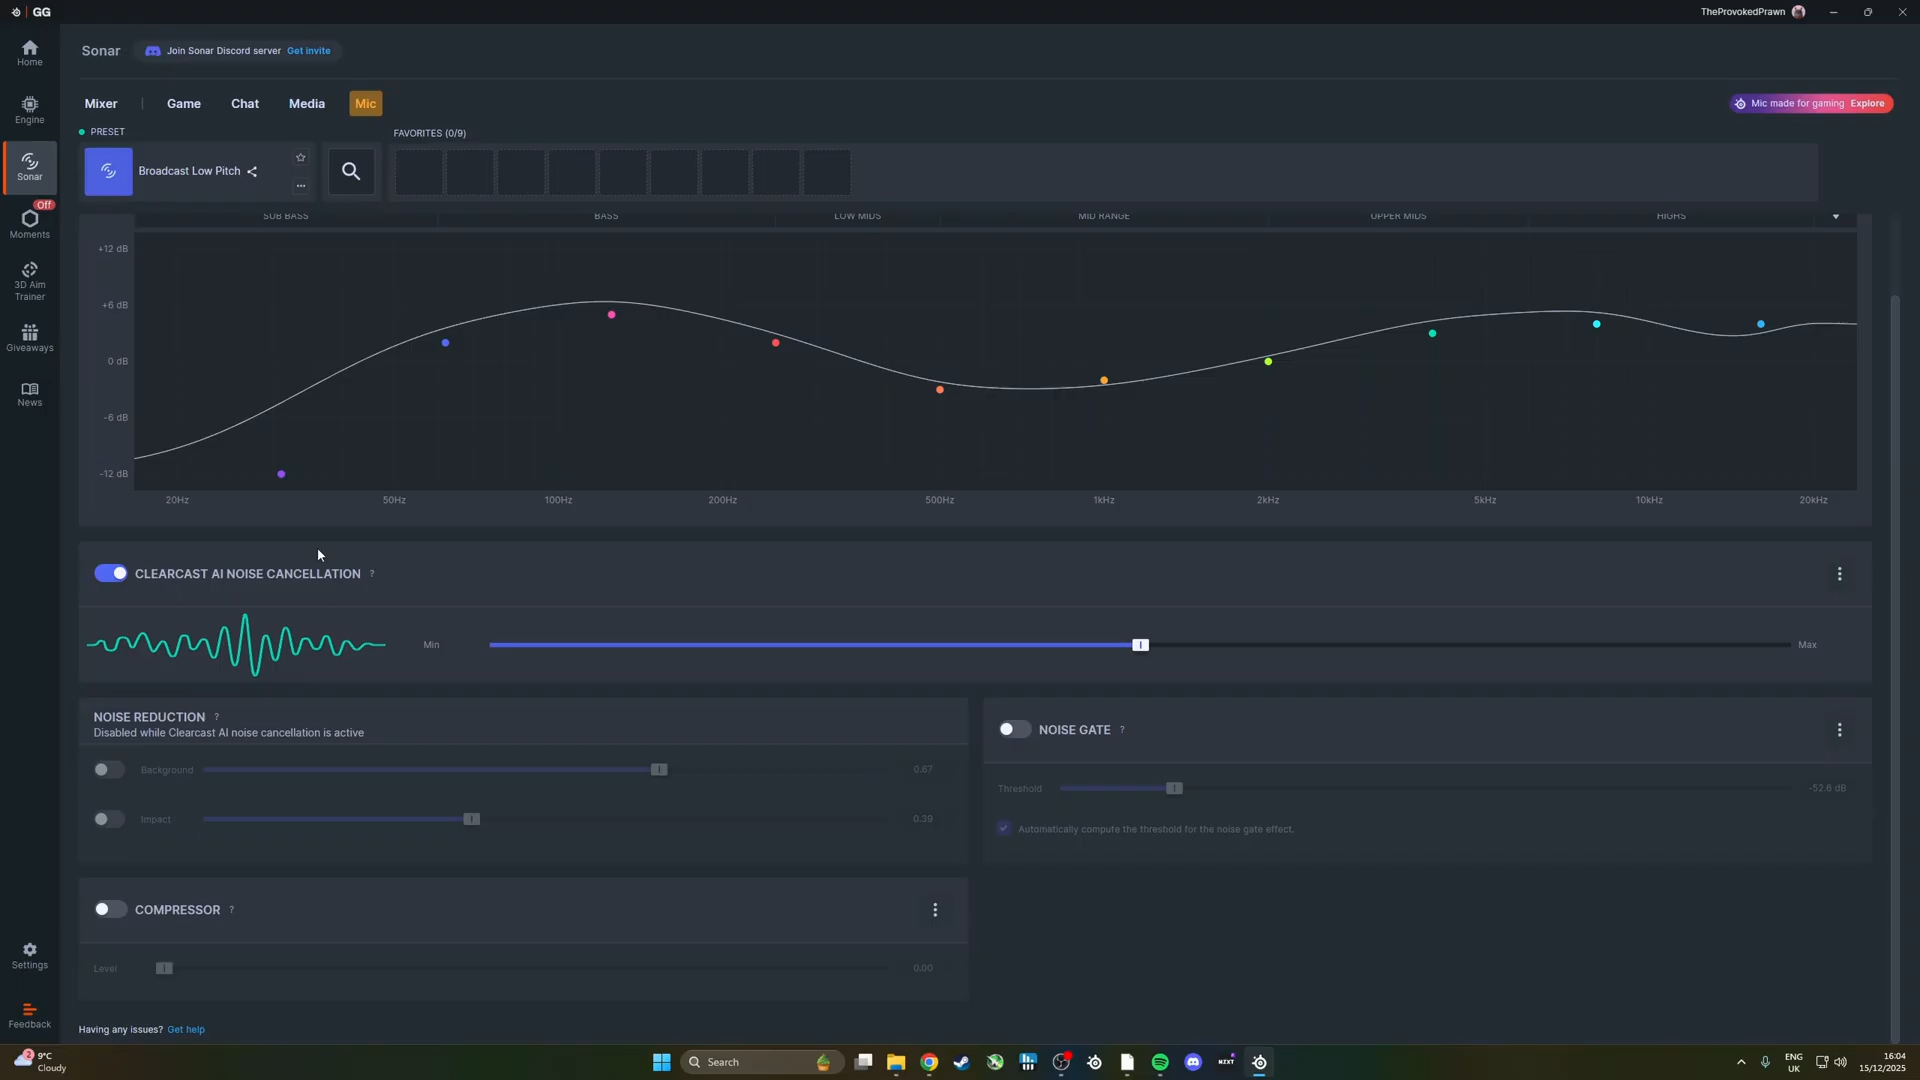 GG
TheProvokedPrawn
Home
Engine
Sonar
Off
Moments
3D Aim
Trainer
Giveaways
News
Settings
Feedback
Sonar
Join Sonar Discord server Get invite
Mixer
Game
Chat
Media
Mic
Mic made for gaming Explore
PRESET
FAVORITES (0/9)
Broadcast Low Pitch
SUB BASS
BASS
LOW MIDS
MID RANGE
UPPER MIDS
HIGHS
+12 dB
+6 dB
0 dB
-6 dB
-12 dB
20Hz
50Hz
100Hz
200Hz
500Hz
1kHz
2kHz
5kHz
10kHz
20kHz
CLEARCAST AI NOISE CANCELLATION ?
Min
Max
NOISE REDUCTION ?
Disabled while Clearcast AI noise cancellation is active
Background
0.67
Impact
0.39
NOISE GATE ?
Threshold
-52.6 dB
Automatically compute the threshold for the noise gate effect.
COMPRESSOR ?
Level
0.00
Having any issues? Get help
2
9°C
Cloudy
Search
NZXT
ENG
UK
16:04
15/12/2025